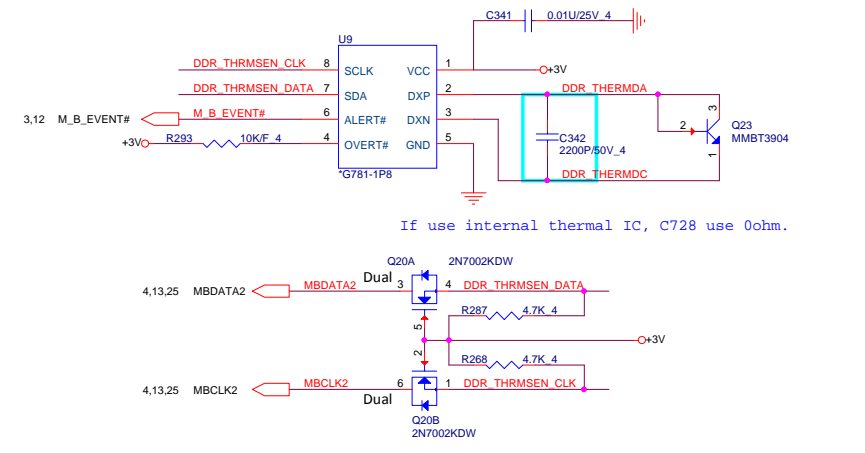 C341 0.01U/25V_4
U9
DDR_THRMSEN_CLK 8 SCLK VCC 1 +3V
DDR_THRMSEN_DATA 7 SDA DXP 2 DDR_THERMDA
3,12 M_B_EVENT# M_B_EVENT# 6 ALERT# DXN 3
+3V R293 10K/F_4 4 OVERT# GND 5
*G781-1P8
C342
2200P/50V_4
DDR_THERMDC
3
2
1
Q23
MMBT3904
If use internal thermal IC, C728 use 0ohm.
Q20A 2N7002KDW
4,13,25 MBDATA2 MBDATA2 Dual 3 4 DDR_THRMSEN_DATA
5
R287 4.7K_4
+3V
2
R268 4.7K_4
4,13,25 MBCLK2 MBCLK2 6 1 DDR_THRMSEN_CLK
Dual
Q20B
2N7002KDW